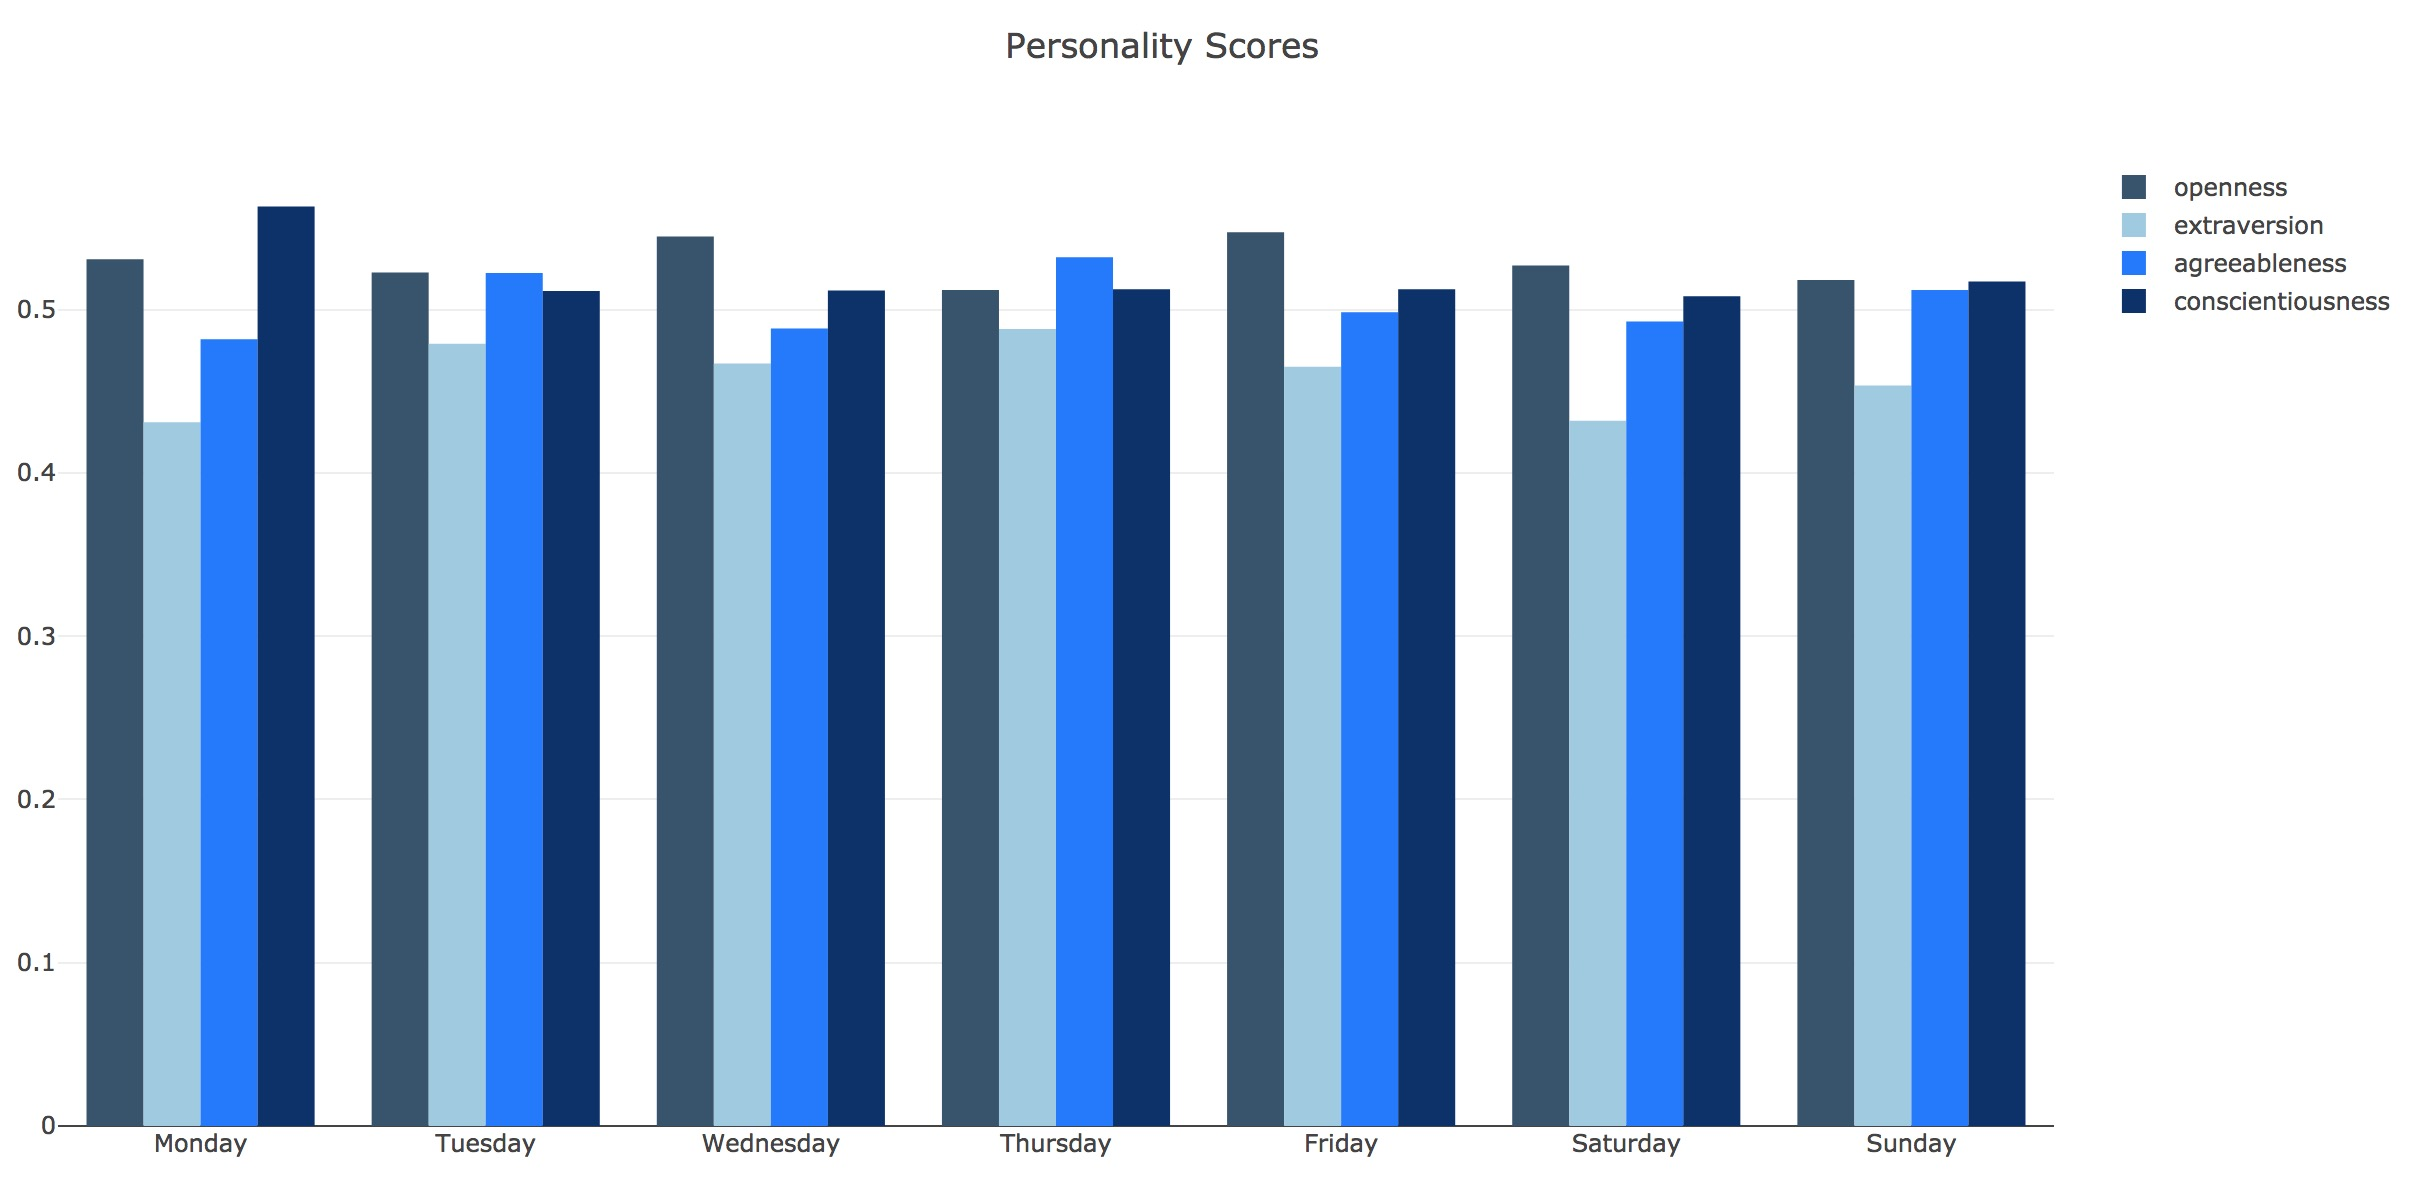 Personality Scores
openness
extraversion
agreeableness
conscientiousness
0.5
0.4
0.3
0.2
0.1
0
Monday Tuesday Wednesday Thursday Friday Saturday Sunday